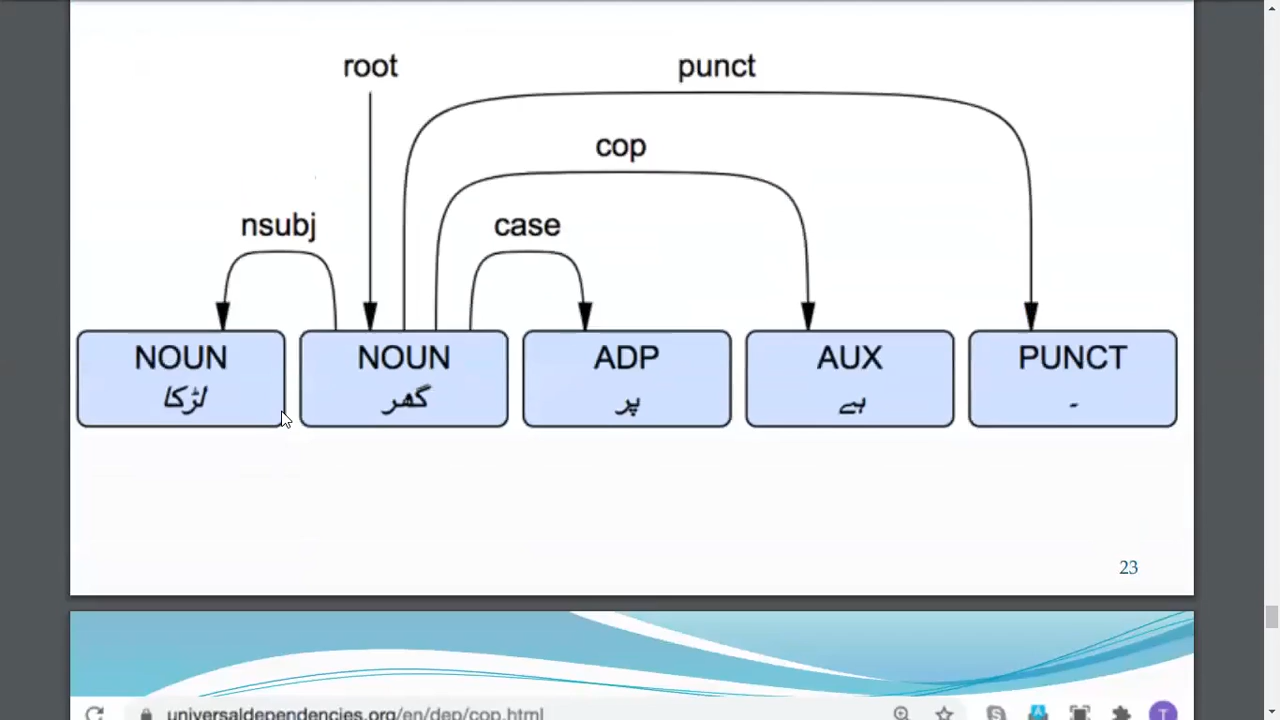 root
punct
cop
nsubj
case
NOUN
لڑکا
NOUN
گھر
ADP
پر
AUX
ہے
PUNCT
۔
23
universaldependencies.org/en/dep/cop.html
T